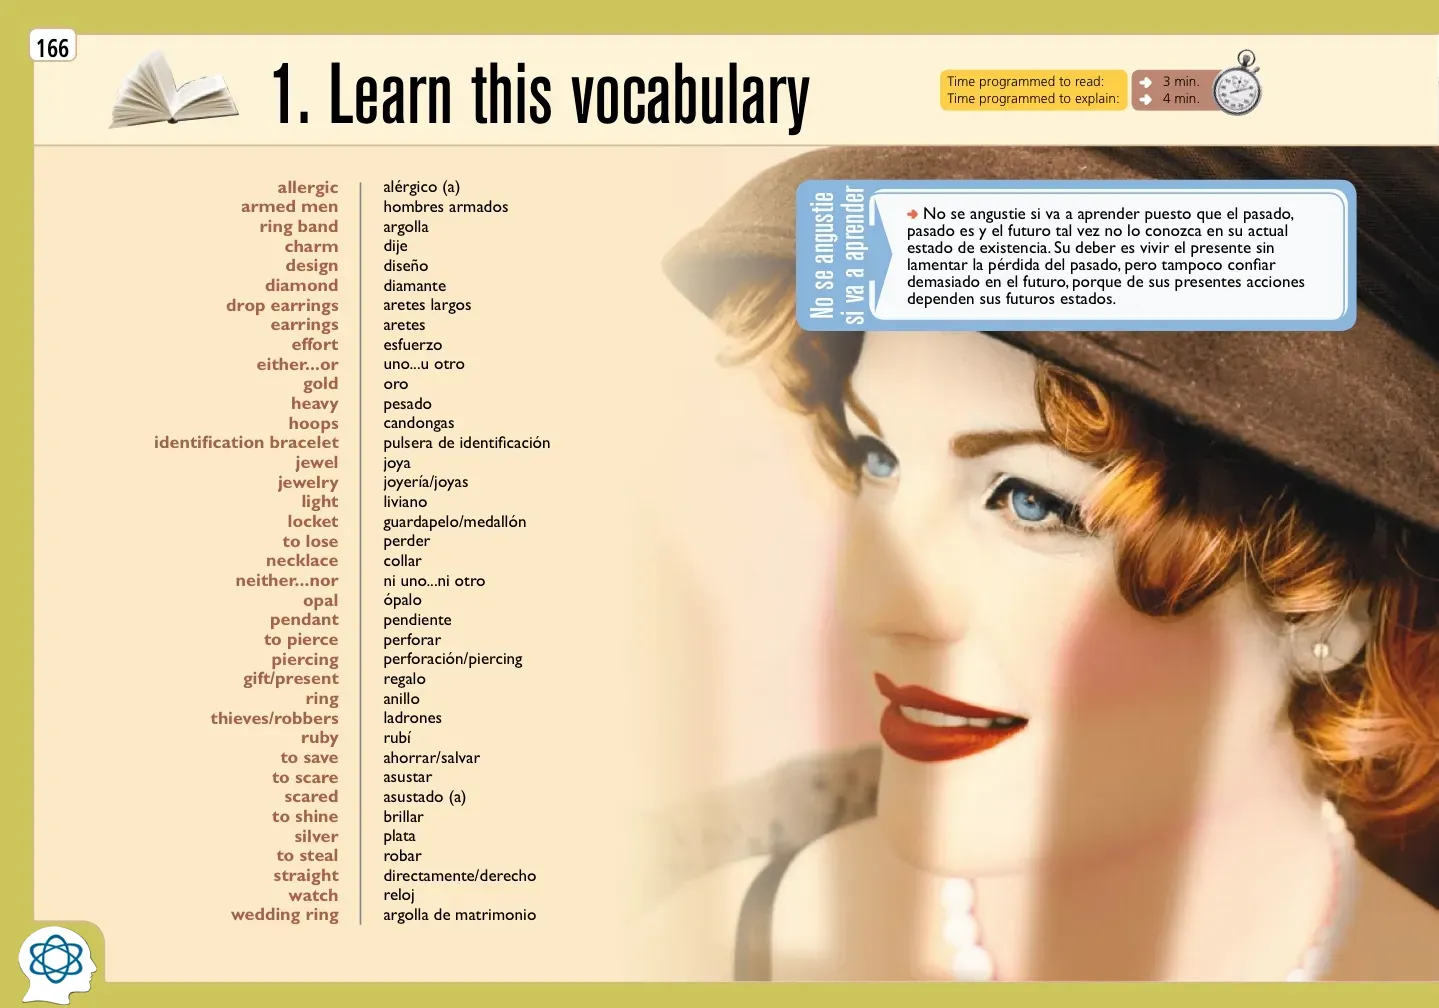 166
1. Learn this vocabulary
Time programmed to read: 3 min.
Time programmed to explain: 4 min.
allergic alérgico (a)
armed men hombres armados
ring band argolla
charm dije
design diseño
diamond diamante
drop earrings aretes largos
earrings aretes
effort esfuerzo
either...or uno...u otro
gold oro
heavy pesado
hoops candongas
identification bracelet pulsera de identificación
jewel joya
jewelry joyería/joyas
light liviano
locket guardapelo/medallón
to lose perder
necklace collar
neither...nor ni uno...ni otro
opal ópalo
pendant pendiente
to pierce perforar
piercing perforación/piercing
gift/present regalo
ring anillo
thieves/robbers ladrones
ruby rubí
to save ahorrar/salvar
to scare asustar
scared asustado (a)
to shine brillar
silver plata
to steal robar
straight directamente/derecho
watch reloj
wedding ring argolla de matrimonio
No se angustie
si va a aprender
No se angustie si va a aprender puesto que el pasado,
pasado es y el futuro tal vez no lo conozca en su actual
estado de existencia. Su deber es vivir el presente sin
lamentar la pérdida del pasado, pero tampoco confiar
demasiado en el futuro, porque de sus presentes acciones
dependen sus futuros estados.